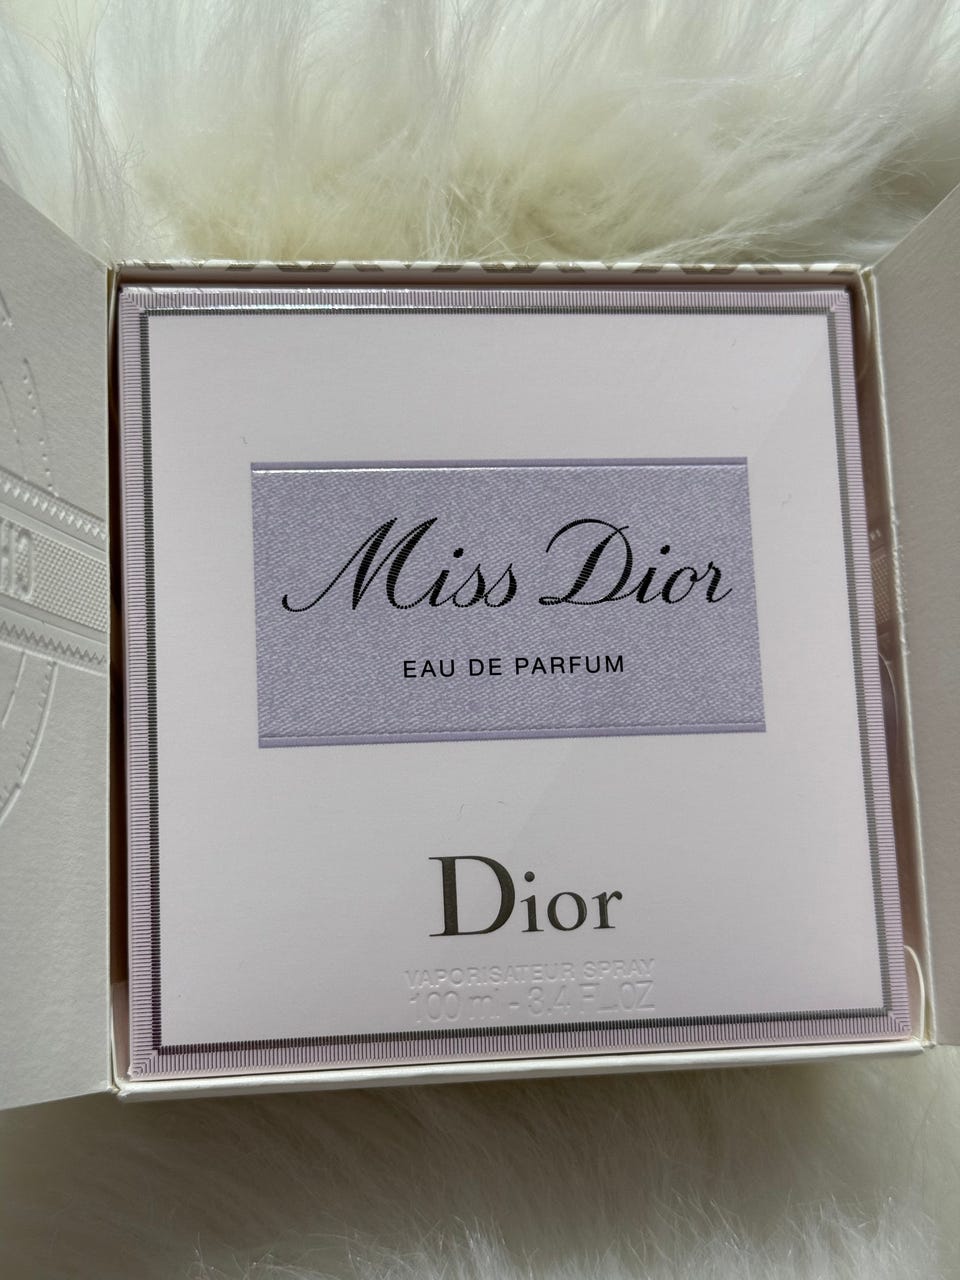 Miss Dior
EAU DE PARFUM
Dior
VAPORISATEUR SPRAY
100 ml - 3.4 FL.OZ